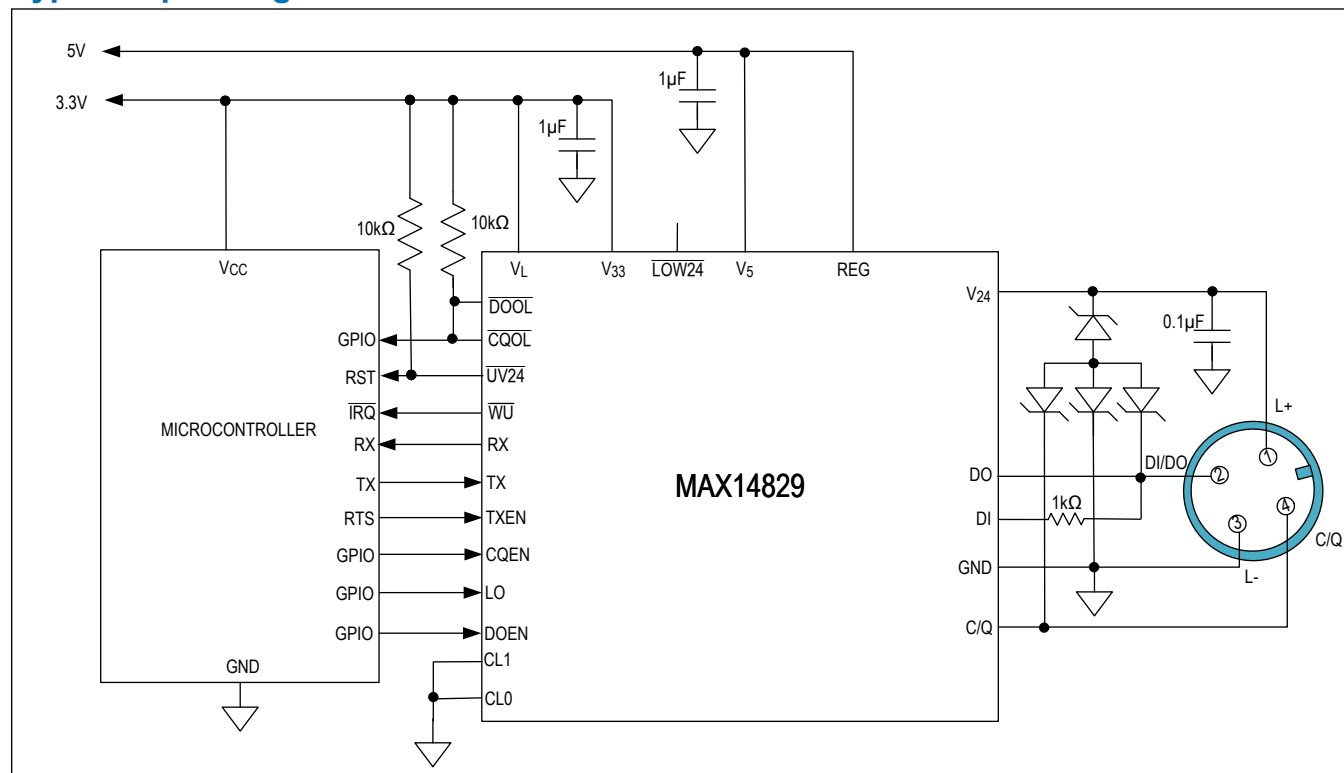 5V
3.3V
1µF
1µF
10kΩ
10kΩ
VCC
VL
V33
LOW24
V5
REG
V24
DOOL
GPIO
CQOL
RST
UV24
IRQ
WU
RX
RX
TX
TX
RTS
TXEN
GPIO
CQEN
GPIO
LO
GPIO
DOEN
CL1
CL0
MICROCONTROLLER
GND
MAX14829
0.1µF
L+
DO
DI/DO
DI
1kΩ
GND
C/Q
L-
C/Q
1
2
3
4